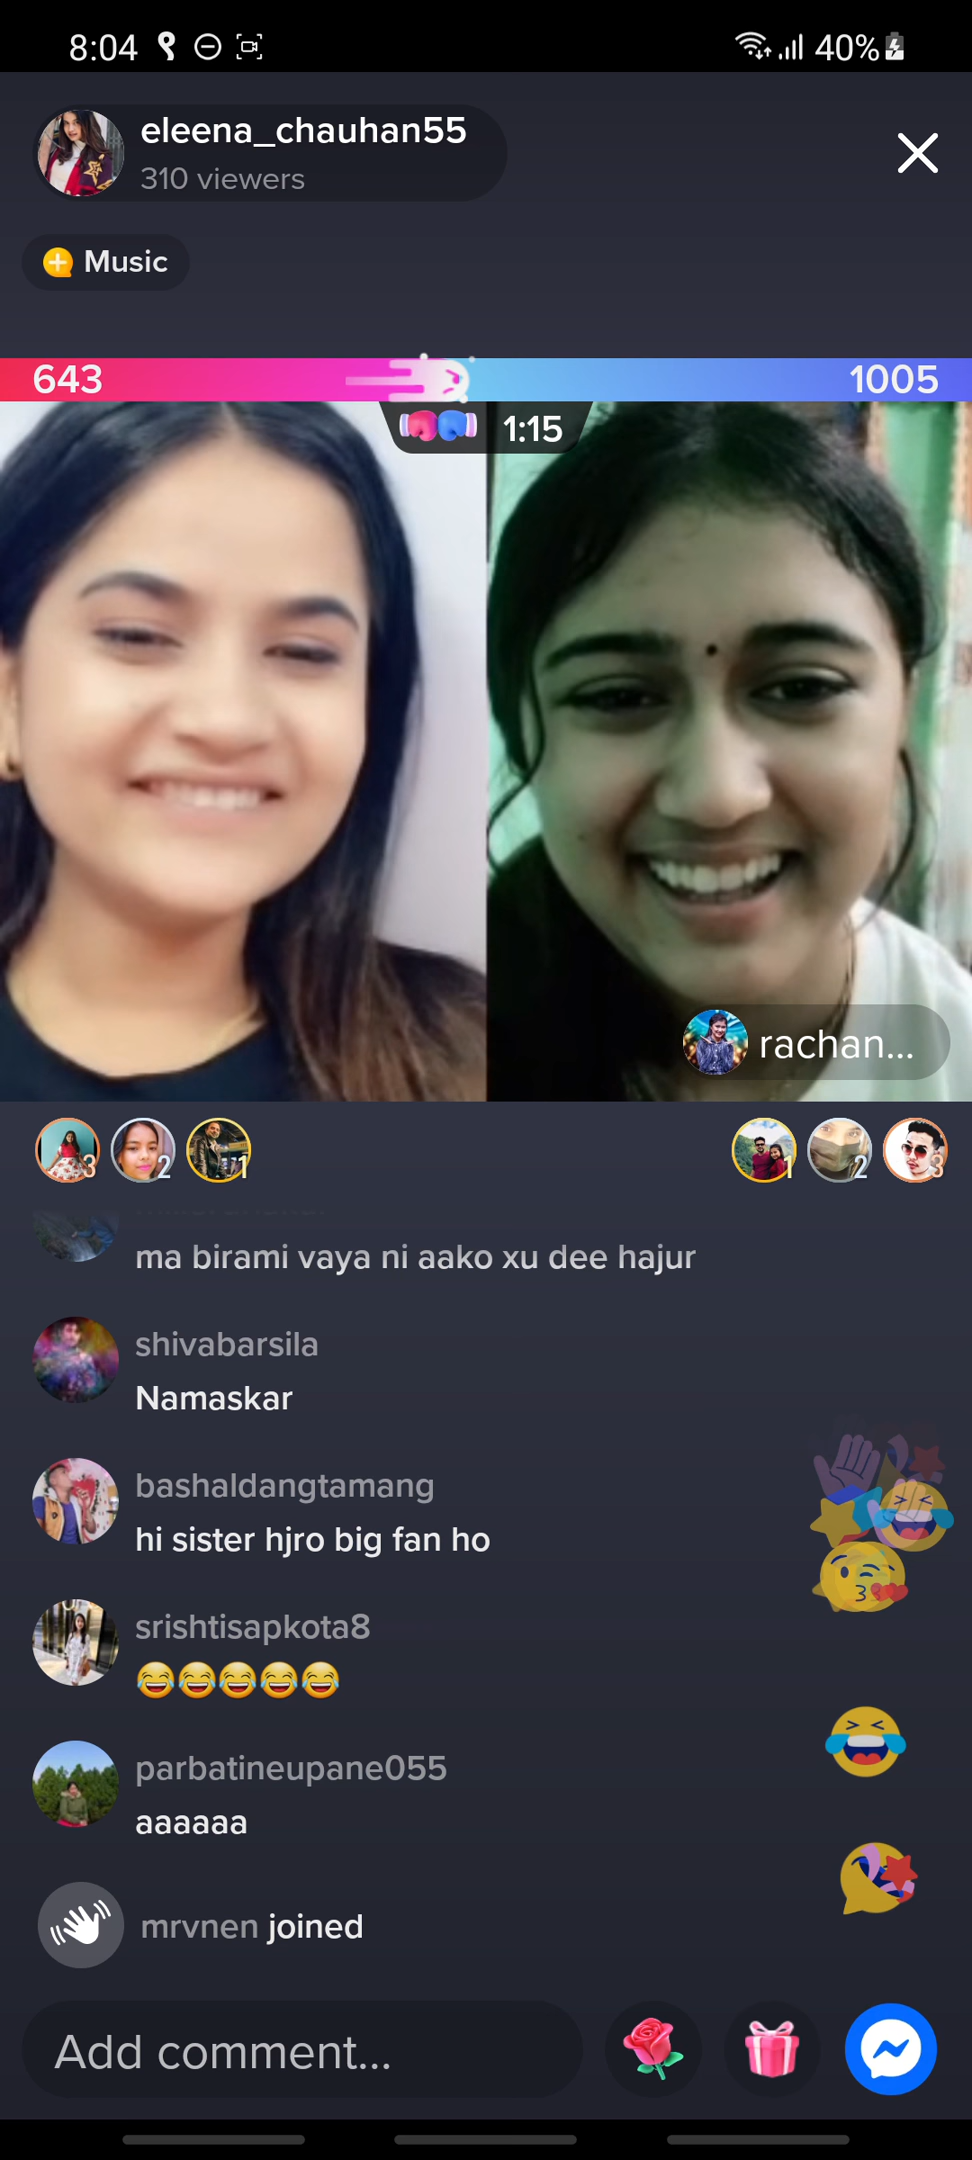 8:04
40%
eleena_chauhan55
310 viewers
Music
643
1005
1:15
rachan...
3
2
1
1
2
3
ma birami vaya ni aako xu dee hajur
shivabarsila
Namaskar
bashaldangtamang
hi sister hjro big fan ho
srishtisapkota8
😂😂😂😂😂
parbatineupane055
aaaaaa
mrvnen joined
Add comment...